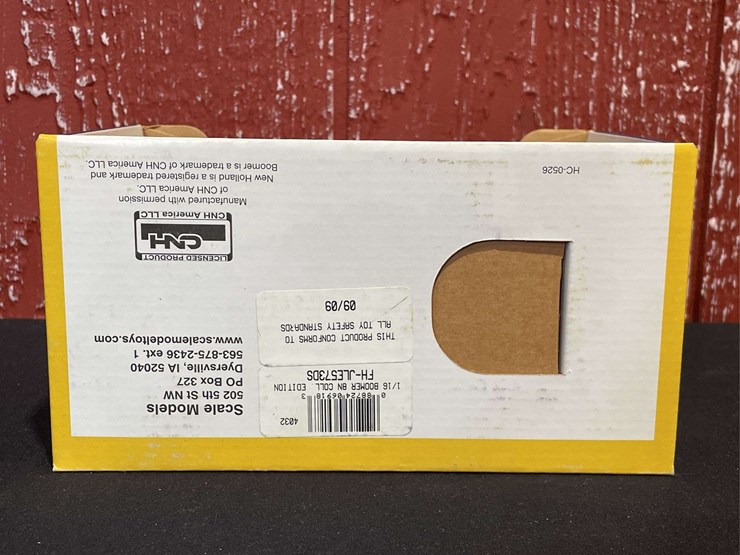 Scale Models
502 5th St NW
PO Box 327
Dyersville, IA 52040
563-875-2436 ext. 1
www.scalemodeltoys.com
4032
0 88724 06918 3
1/16 BOOMER 8N COLL EDITION
FH-JLE573DS
THIS PRODUCT CONFORMS TO
ALL TOY SAFETY STANDARDS
09/09
LICENSED PRODUCT
CNH
CNH America LLC
Manufactured with permission
of CNH America LLC.
New Holland is a registered trademark and
Boomer is a trademark of CNH America LLC.
HC-0526